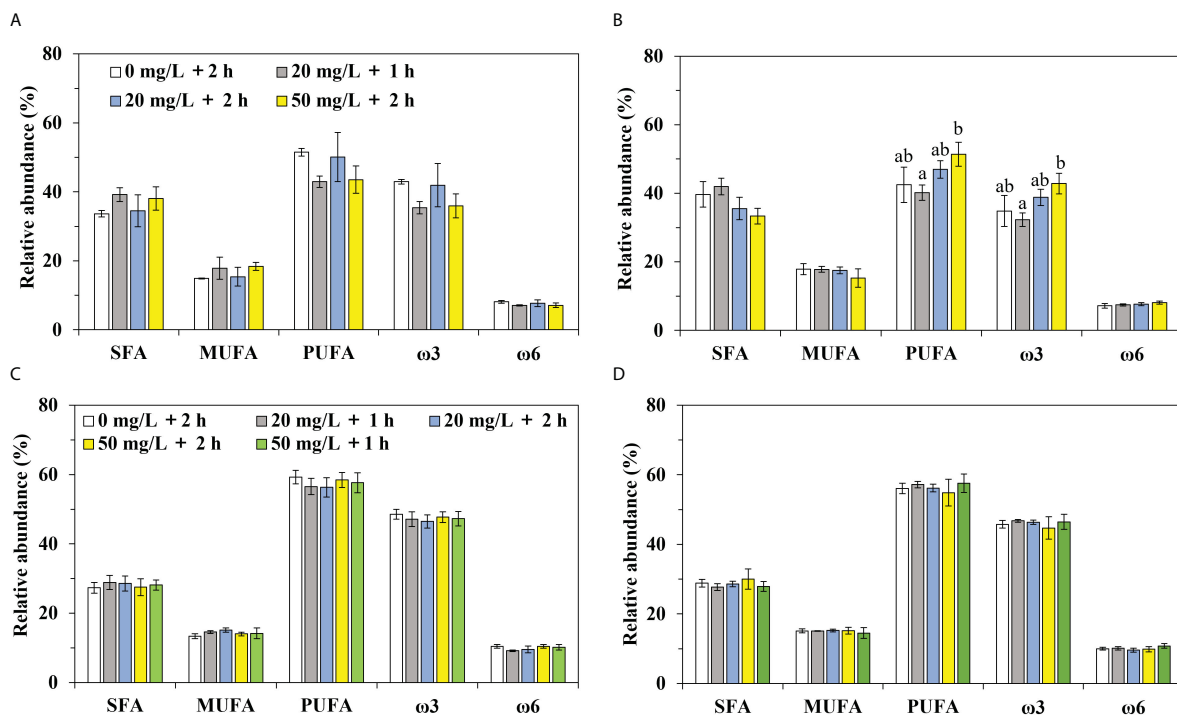 A
Relative abundance (%)
80
60
40
20
0
0 mg/L + 2 h
20 mg/L + 1 h
20 mg/L + 2 h
50 mg/L + 2 h
SFA MUFA PUFA ω3 ω6
B
Relative abundance (%)
80
60
40
20
0
ab a ab b
ab a ab b
SFA MUFA PUFA ω3 ω6
C
Relative abundance (%)
80
60
40
20
0
0 mg/L + 2 h
20 mg/L + 1 h
20 mg/L + 2 h
50 mg/L + 2 h
50 mg/L + 1 h
SFA MUFA PUFA ω3 ω6
D
Relative abundance (%)
80
60
40
20
0
SFA MUFA PUFA ω3 ω6